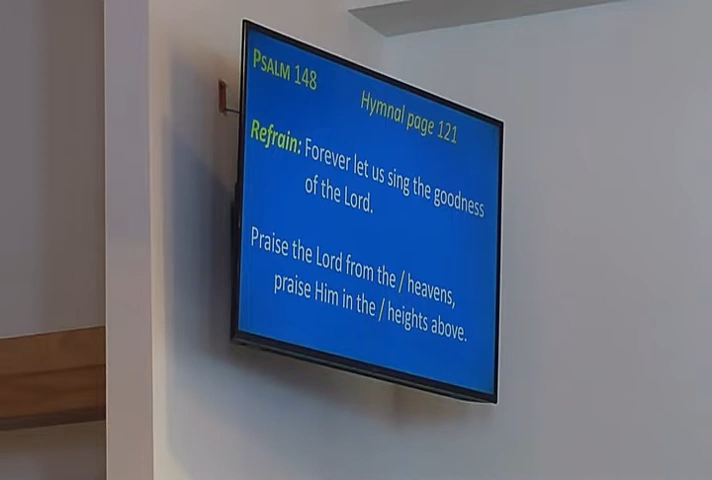 PSALM 148
Hymnal page 121
Refrain: Forever let us sing the goodness
of the Lord.
Praise the Lord from the / heavens,
praise Him in the / heights above.